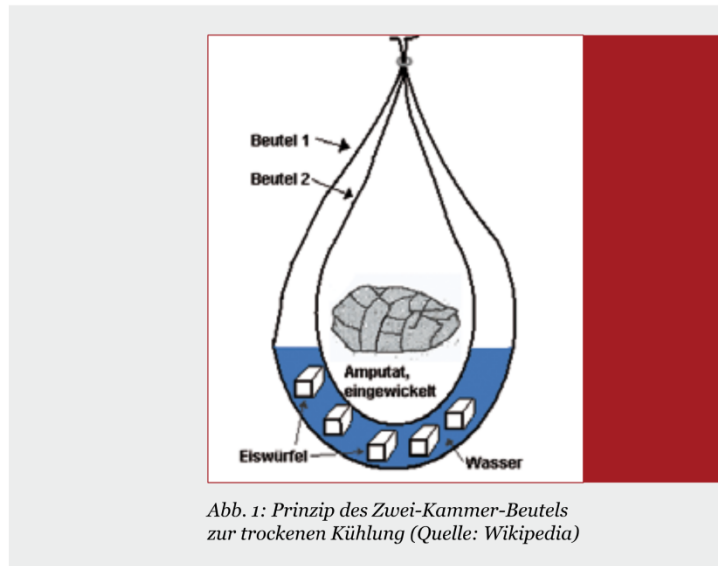 Beutel 1
Beutel 2
Amputat,
eingewickelt
Eiswürfel
Wasser
Abb. 1: Prinzip des Zwei-Kammer-Beutels
zur trockenen Kühlung (Quelle: Wikipedia)